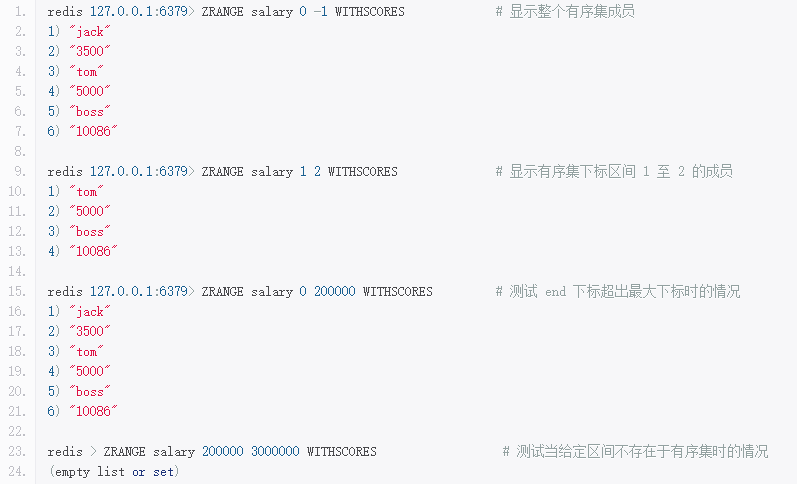 1. redis 127.0.0.1:6379> ZRANGE salary 0 -1 WITHSCORES # 显示整个有序集成员
2. 1) "jack"
3. 2) "3500"
4. 3) "tom"
5. 4) "5000"
6. 5) "boss"
7. 6) "10086"
8.
9. redis 127.0.0.1:6379> ZRANGE salary 1 2 WITHSCORES # 显示有序集下标区间 1 至 2 的成员
10. 1) "tom"
11. 2) "5000"
12. 3) "boss"
13. 4) "10086"
14.
15. redis 127.0.0.1:6379> ZRANGE salary 0 200000 WITHSCORES # 测试 end 下标超出最大下标时的情况
16. 1) "jack"
17. 2) "3500"
18. 3) "tom"
19. 4) "5000"
20. 5) "boss"
21. 6) "10086"
22.
23. redis > ZRANGE salary 200000 3000000 WITHSCORES # 测试当给定区间不存在于有序集时的情况
24. (empty list or set)